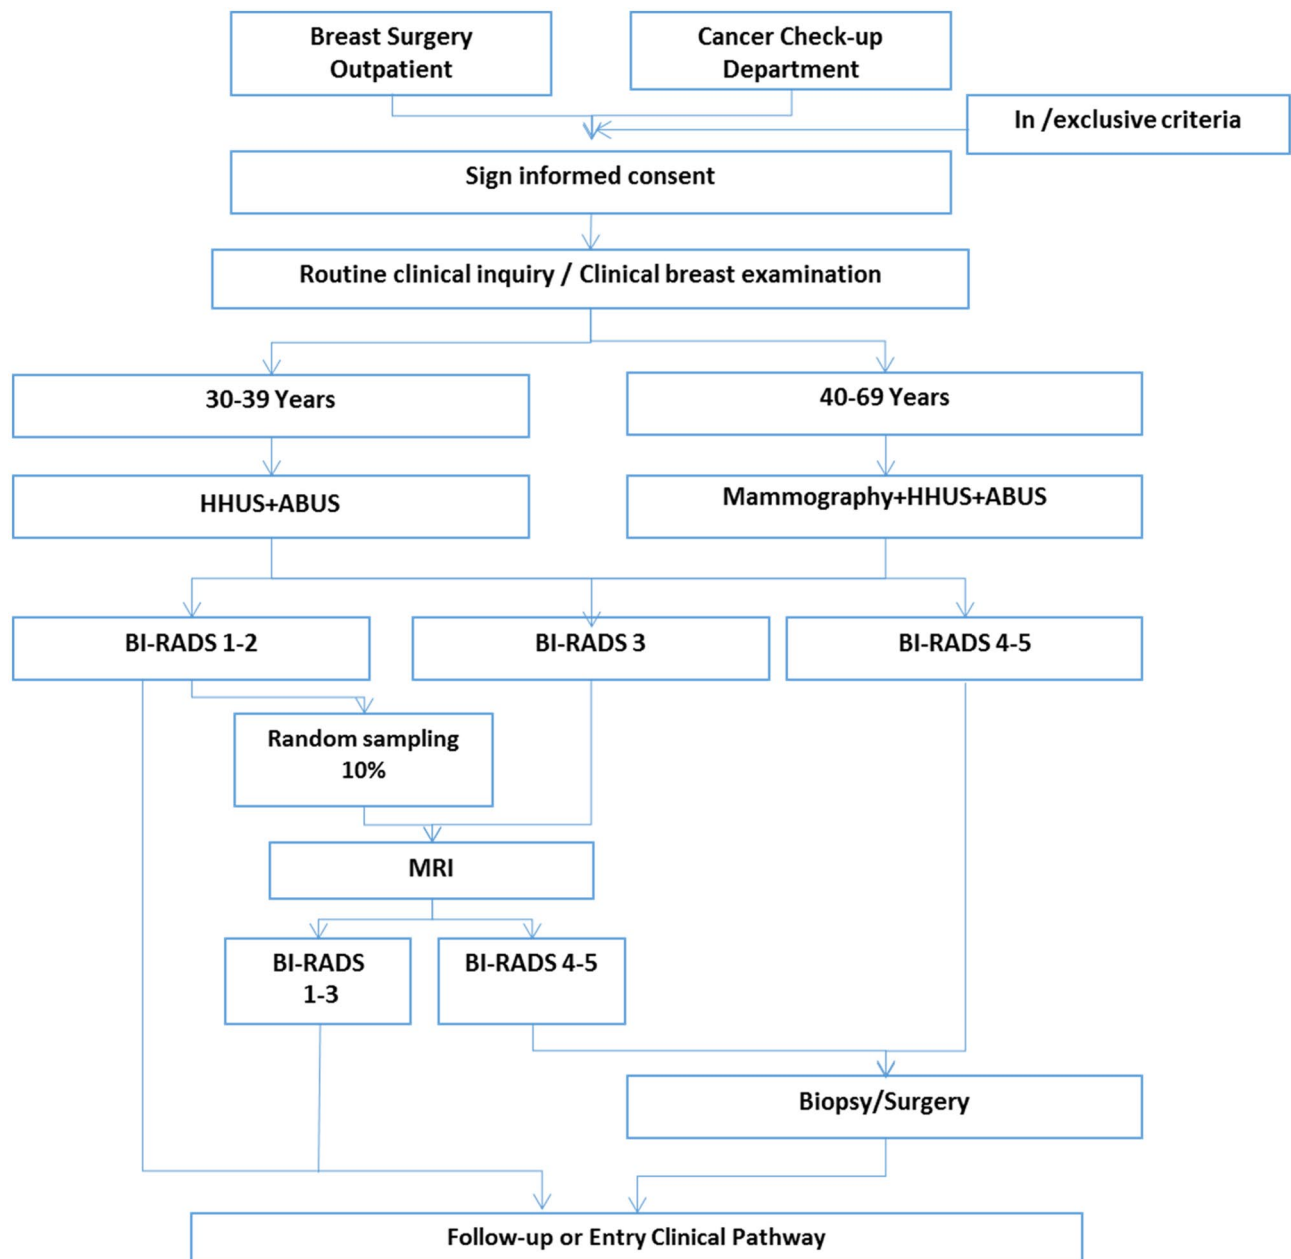 Breast Surgery
Outpatient
Cancer Check-up
Department
In /exclusive criteria
Sign informed consent
Routine clinical inquiry / Clinical breast examination
30-39 Years
40-69 Years
HHUS+ABUS
Mammography+HHUS+ABUS
BI-RADS 1-2
BI-RADS 3
BI-RADS 4-5
Random sampling
10%
MRI
BI-RADS
1-3
BI-RADS 4-5
Biopsy/Surgery
Follow-up or Entry Clinical Pathway